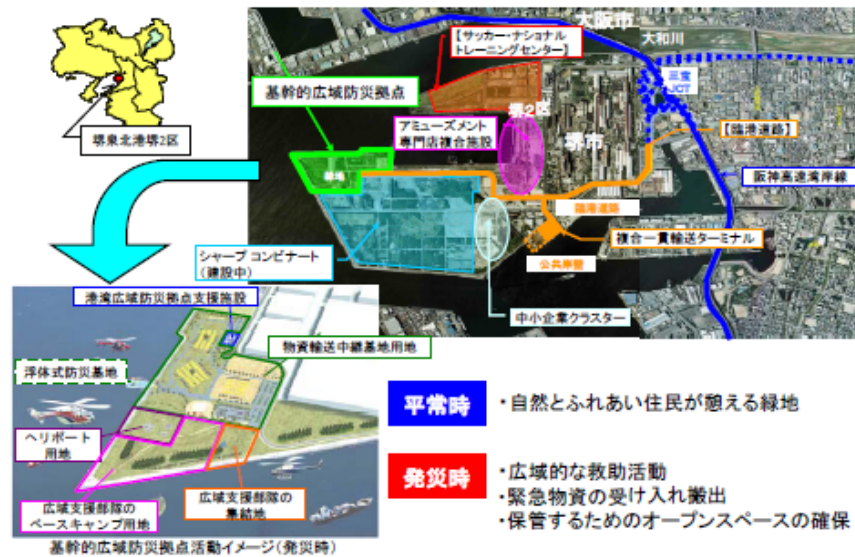 大阪市
大和川
【サッカー・ナショナル
トレーニングセンター】
三宝
JCT
基幹的広域防災拠点
堺2区
アミューズメント
専門店複合施設
堺市
【臨港道路】
堺泉北港堺2区
緑地
阪神高速湾岸線
臨港道路
シャープ コンビナート
(建設中)
複合一貫輸送ターミナル
公共岸壁
中小企業クラスター
港湾広域防災拠点支援施設
物資輸送中継基地用地
浮体式防災基地
ヘリポート
用地
広域支援部隊の
ベースキャンプ用地
広域支援部隊の
集結地
基幹的広域防災拠点活動イメージ(発災時)
平常時
・自然とふれあい住民が憩える緑地
発災時
・広域的な救助活動
・緊急物資の受け入れ搬出
・保管するためのオープンスペースの確保